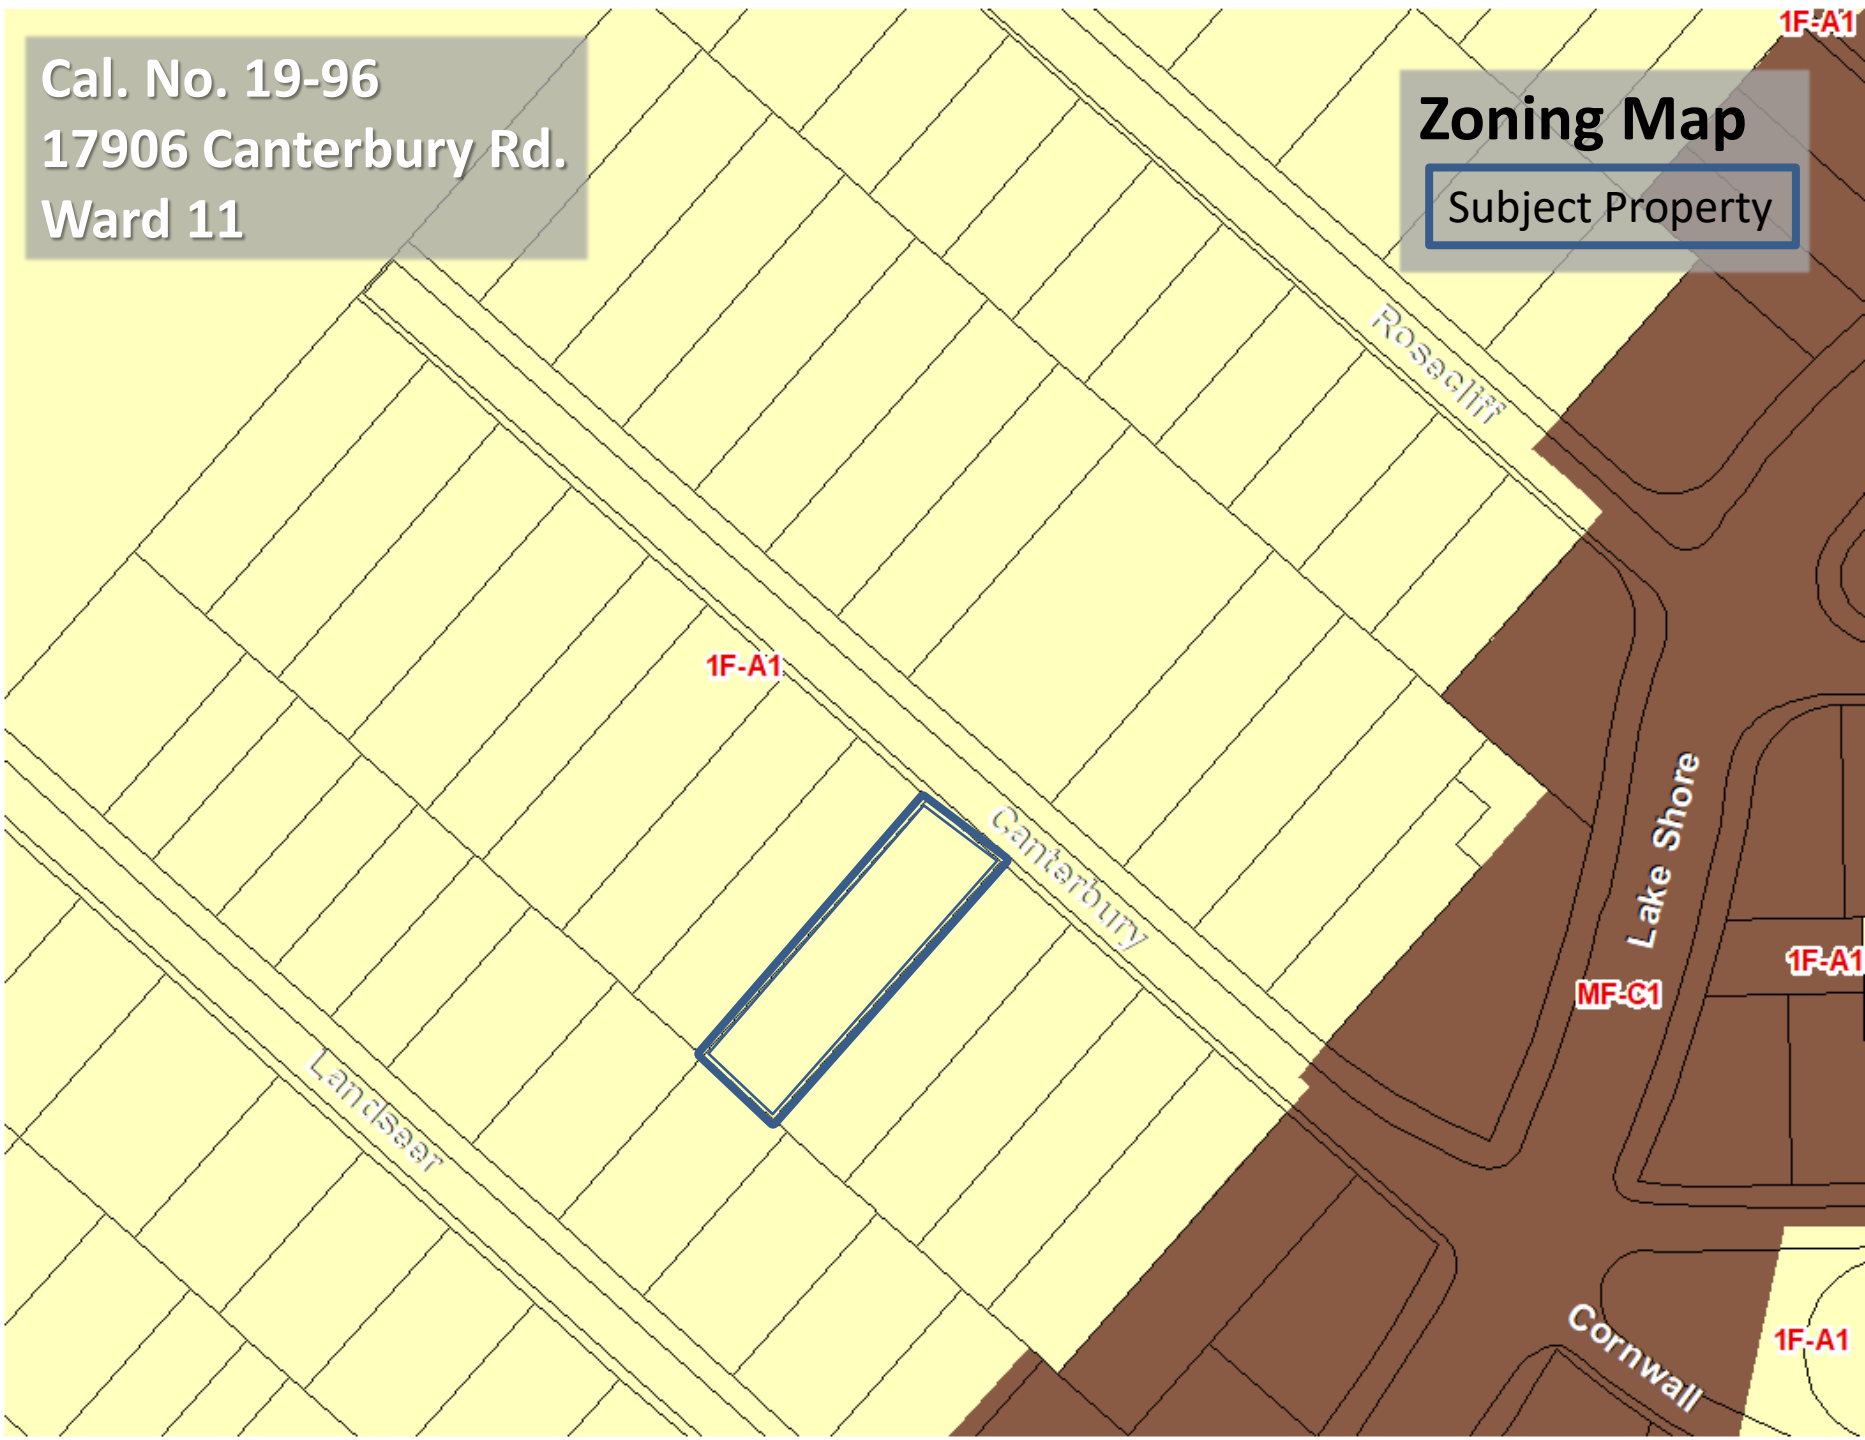 1F-A1
Cal. No. 19-96
17906 Canterbury Rd.
Ward 11
Zoning Map
Subject Property
Rosecliff
1F-A1
Canterbury
Lake Shore
1F-A1
MF-C1
Landseer
Cornwall
1F-A1